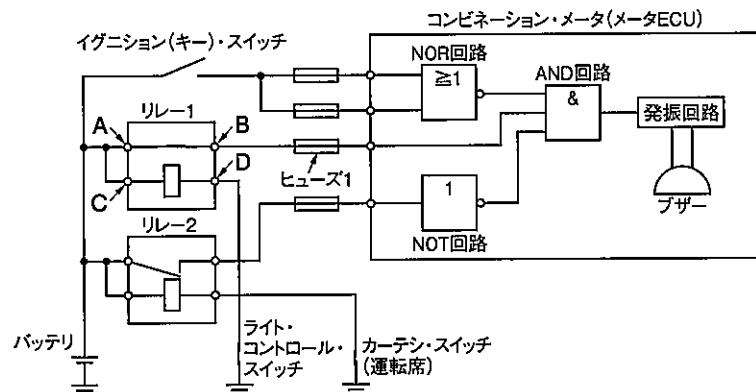 コンビネーション・メータ(メータECU)
イグニション(キー)・スイッチ
NOR回路
≧1
AND回路
&
発振回路
ブザー
リレー1
A
B
C
D
ヒューズ1
1
NOT回路
リレー2
バッテリ
ライト・
コントロール・
スイッチ
カーテシ・スイッチ
(運転席)